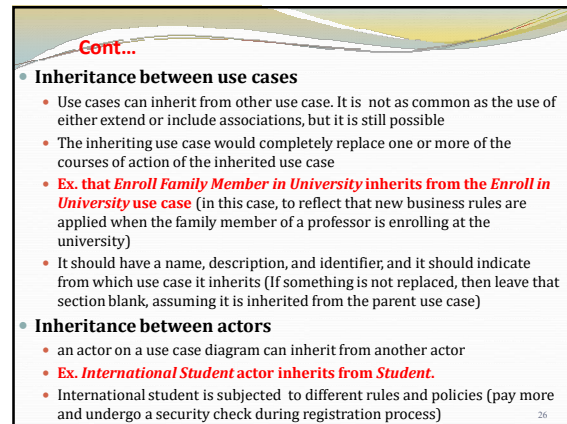 Cont…
• Inheritance between use cases
• Use cases can inherit from other use case. It is not as common as the use of
either extend or include associations, but it is still possible
• The inheriting use case would completely replace one or more of the
courses of action of the inherited use case
• Ex. that Enroll Family Member in University inherits from the Enroll in
University use case (in this case, to reflect that new business rules are
applied when the family member of a professor is enrolling at the
university)
• It should have a name, description, and identifier, and it should indicate
from which use case it inherits (If something is not replaced, then leave that
section blank, assuming it is inherited from the parent use case)
• Inheritance between actors
• an actor on a use case diagram can inherit from another actor
• Ex. International Student actor inherits from Student.
• International student is subjected to different rules and policies (pay more
and undergo a security check during registration process)
26